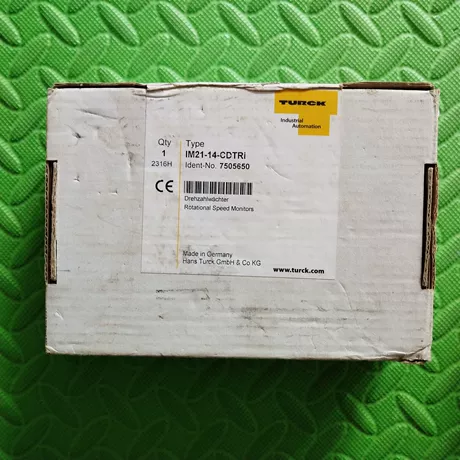 TURCK
Industrial
Automation
Qty Type
1 IM21-14-CDTRi
2316H Ident-No. 7505650
CE
Drehzahlwächter
Rotational Speed Monitors
Made in Germany
Hans Turck GmbH & Co KG
www.turck.com